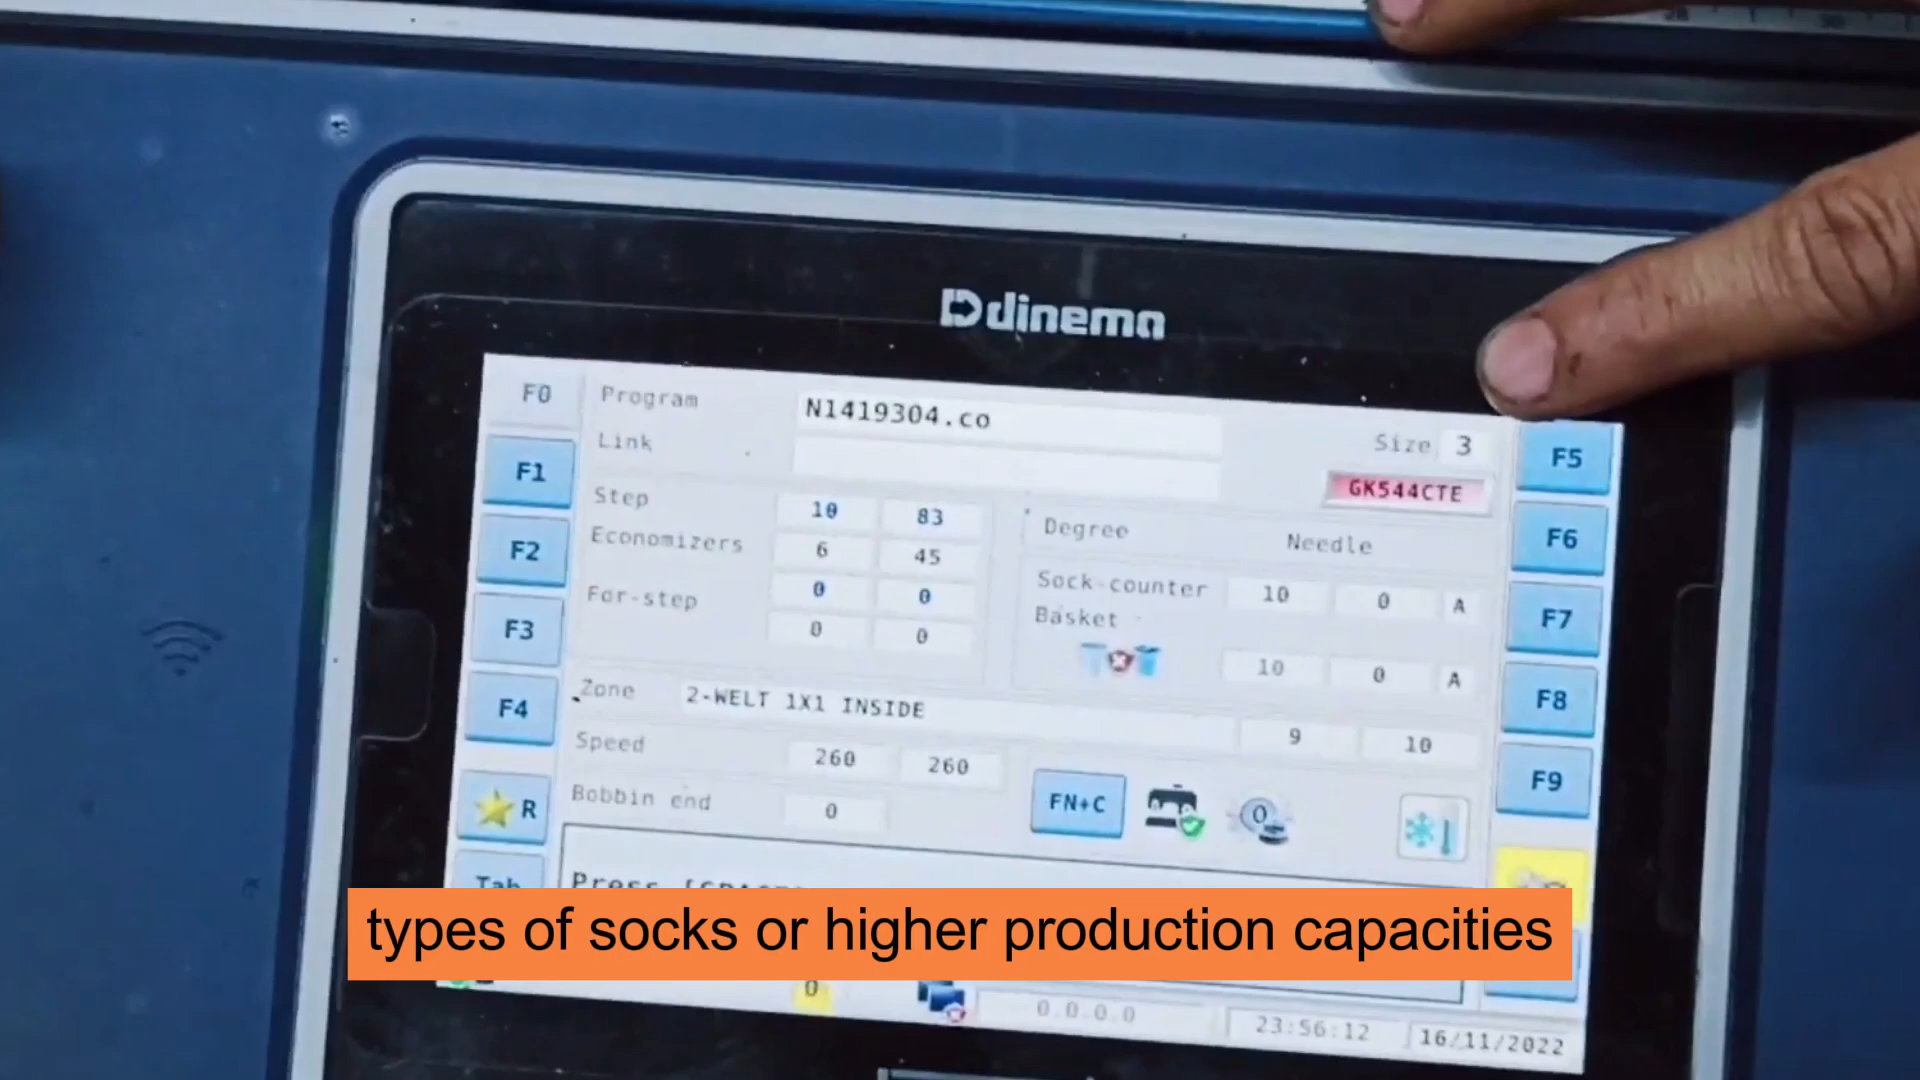 dinema
F0 Program N1419304.co
Size 3
F5
Link
F1
GK544CTE
Step 10 83
Degree Needle
F6
Economizers 6 45
F2
Sock-counter 10 0 A
F7
For-step 0 0
0 0
F3
Basket
10 0 A
F8
Zone 2-WELT 1X1 INSIDE
9 10
F4
Speed 260 260
F9
FN+C
0
R
Bobbin end 0
Tab
Press
types of socks or higher production capacities
0
0.0.0.0
23:56:12
16/11/2022